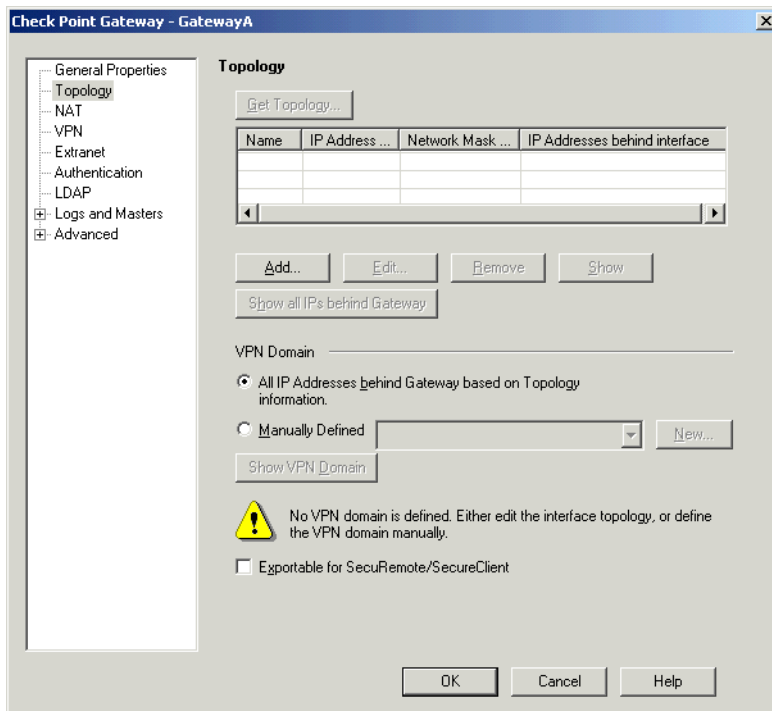 Check Point Gateway - GatewayA
General Properties
Topology
NAT
VPN
Extranet
Authentication
LDAP
Logs and Masters
Advanced
Topology
Get Topology...
Name IP Address ... Network Mask ... IP Addresses behind interface
Add... Edit... Remove Show
Show all IPs behind Gateway
VPN Domain
All IP Addresses behind Gateway based on Topology
information.
Manually Defined New...
Show VPN Domain
No VPN domain is defined. Either edit the interface topology, or define
the VPN domain manually.
Exportable for SecuRemote/SecureClient
OK Cancel Help